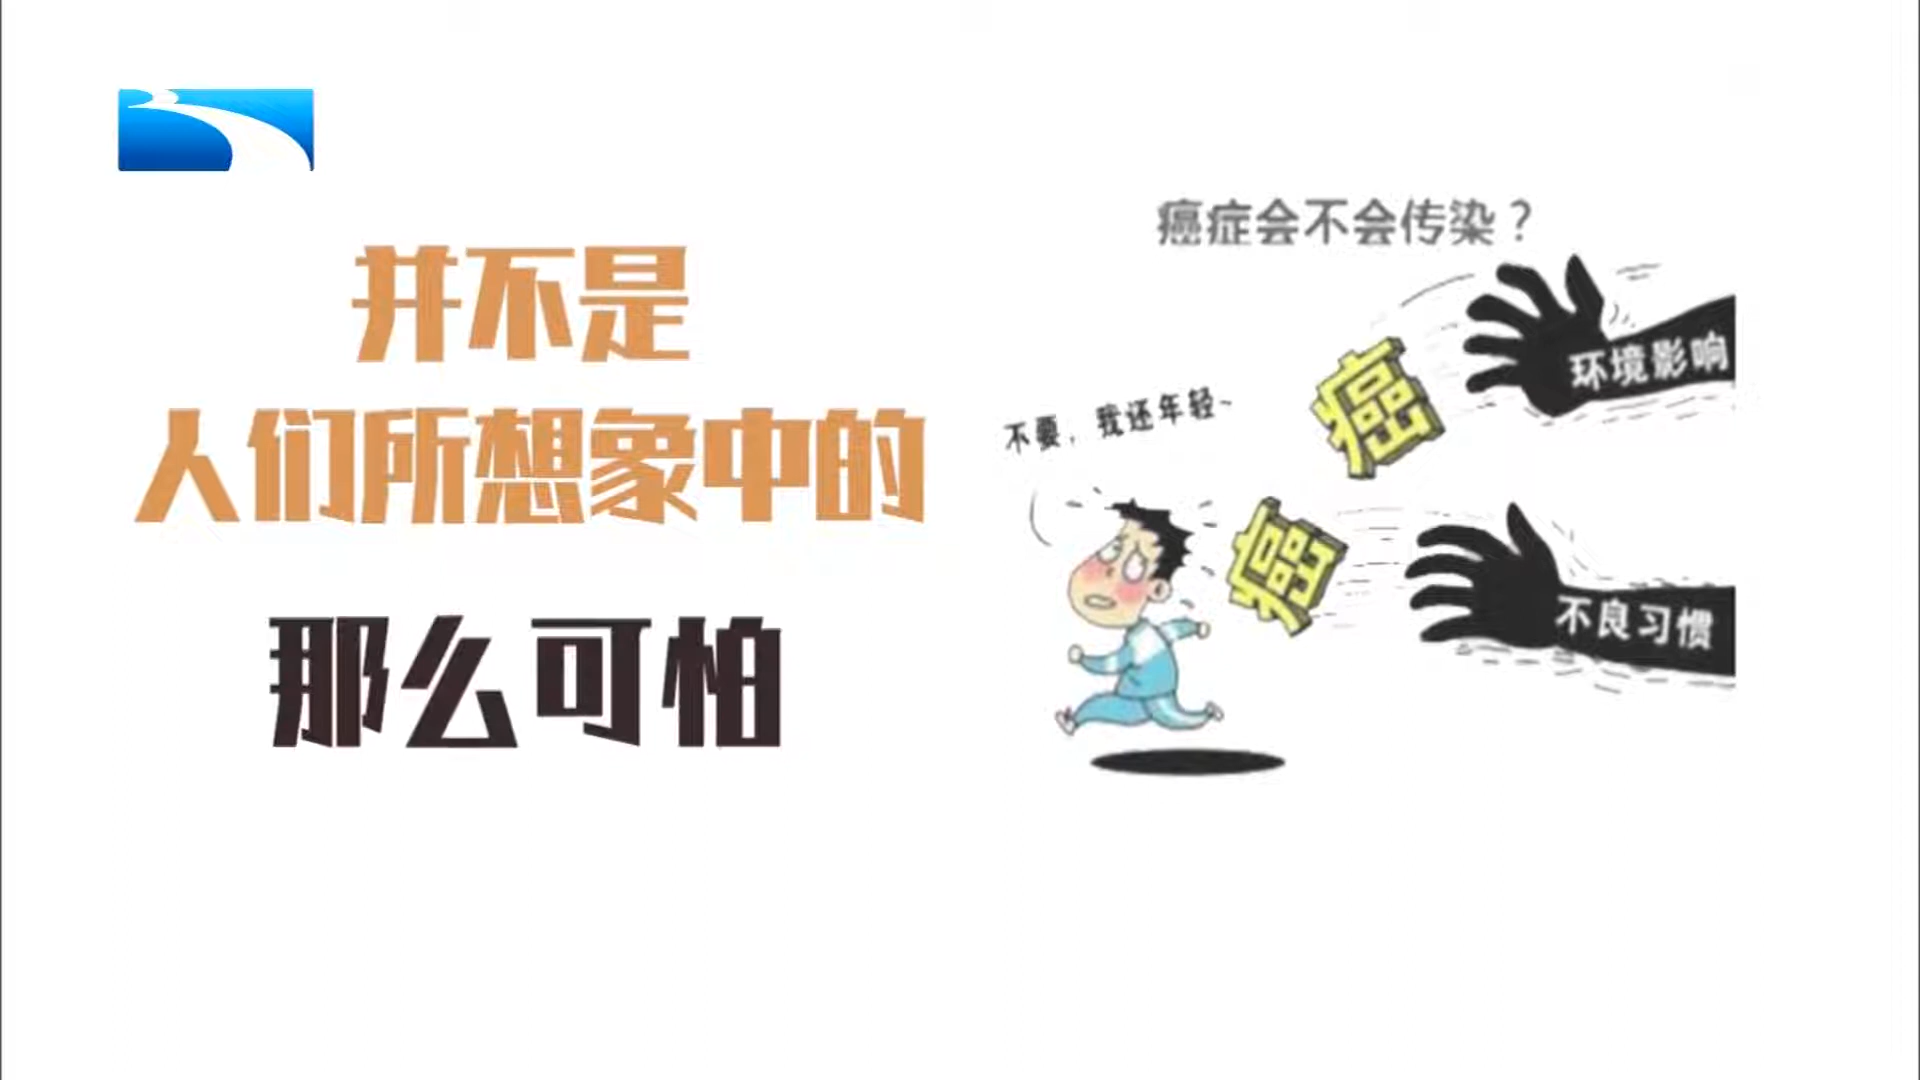 并不是
人们所想象中的
那么可怕
癌症会不会传染？
环境影响
癌
不要，我还年轻~
癌
不良习惯